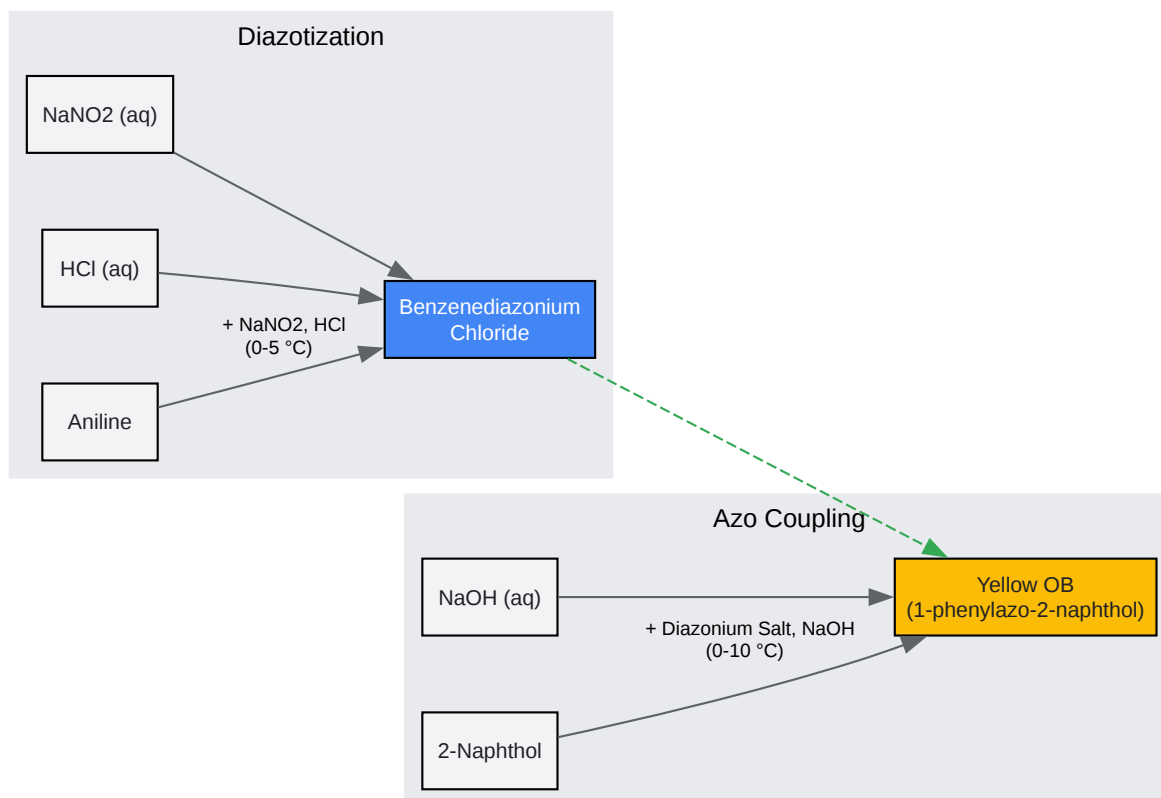 Diazotization
NaNO2 (aq)
HCl (aq)
Benzenediazonium
Chloride
+ NaNO2, HCl
(0-5 °C)
Aniline
Azo Coupling
NaOH (aq)
Yellow OB
(1-phenylazo-2-naphthol)
+ Diazonium Salt, NaOH
(0-10 °C)
2-Naphthol